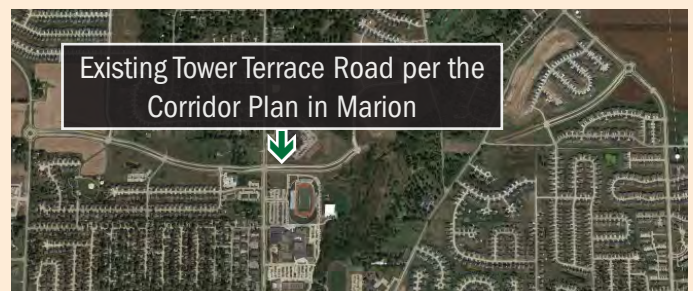 Existing Tower Terrace Road per the
Corridor Plan in Marion